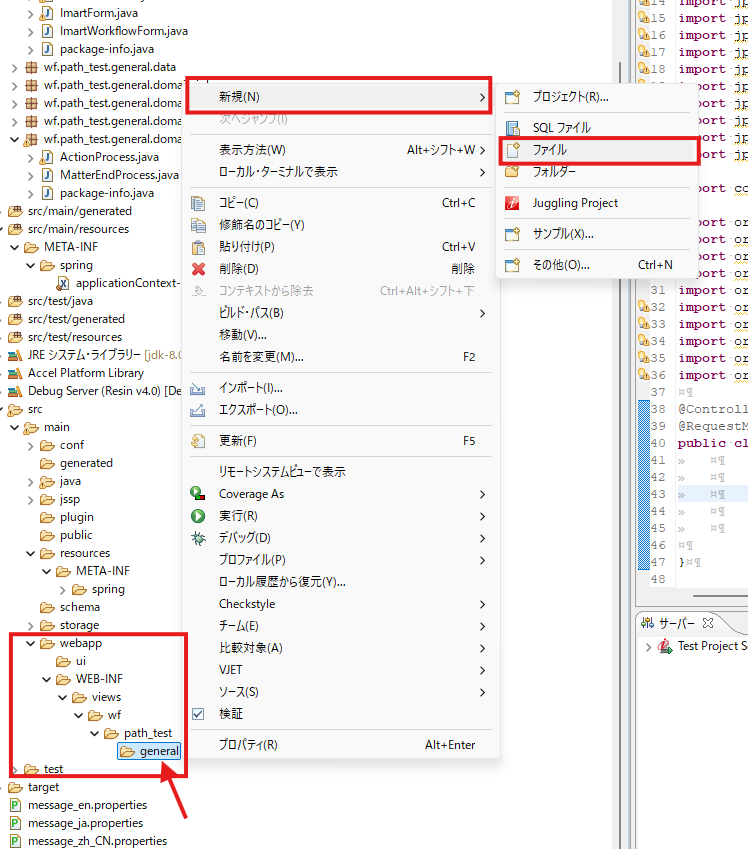 ImartForm.java
ImartWorkflowForm.java
package-info.java
wf.path_test.general.data
wf.path_test.general.doma
wf.path_test.general.doma
wf.path_test.general.doma
wf.path_test.general.doma
ActionProcess.java
MatterEndProcess.java
package-info.java
src/main/generated
src/main/resources
META-INF
spring
applicationContext-
src/test/java
src/test/generated
src/test/resources
JRE システム・ライブラリー [jdk-8.0
Accel Platform Library
Debug Server (Resin v4.0) [De
src
main
conf
generated
java
jssp
plugin
public
resources
META-INF
spring
schema
storage
webapp
ui
WEB-INF
views
wf
path_test
general
test
target
message_en.properties
message_ja.properties
message_zh_CN.properties
新規(N)
次へジャンプ(I)
表示方法(W) Alt+シフト+W
ローカル・ターミナルで表示
コピー(C) Ctrl+C
修飾名のコピー(Y)
貼り付け(P) Ctrl+V
削除(D) 削除
コンテキストから除去 Ctrl+Alt+シフト+下
ビルド・パス(B)
移動(V)...
名前を変更(M)... F2
インポート(I)...
エクスポート(O)...
更新(F) F5
リモートシステムビューで表示
Coverage As
実行(R)
デバッグ(D)
プロファイル(P)
ローカル履歴から復元(Y)...
Checkstyle
チーム(E)
比較対象(A)
VJET
ソース(S)
検証
プロパティ(R) Alt+Enter
プロジェクト(R)...
SQL ファイル
ファイル
フォルダー
Juggling Project
サンプル(X)...
その他(O)... Ctrl+N
14 import jp
15 import jp
16 import jp
17 import jp
18 import jp
import jp
import jp
import jp
import jp
import jp
port co
port or
port or
port or
import or
31 import or
32 import or
33 import or
34 import or
35 import or
36 import or
37 ¤¶
38 @Controll
39 @RequestM
40 public cl
41 » ¤¶
42 » ¤¶
43 » ¤¶
44 » ¤¶
45 » ¤¶
46 ¤¶
47 }¤¶
48
サーバー
Test Project S